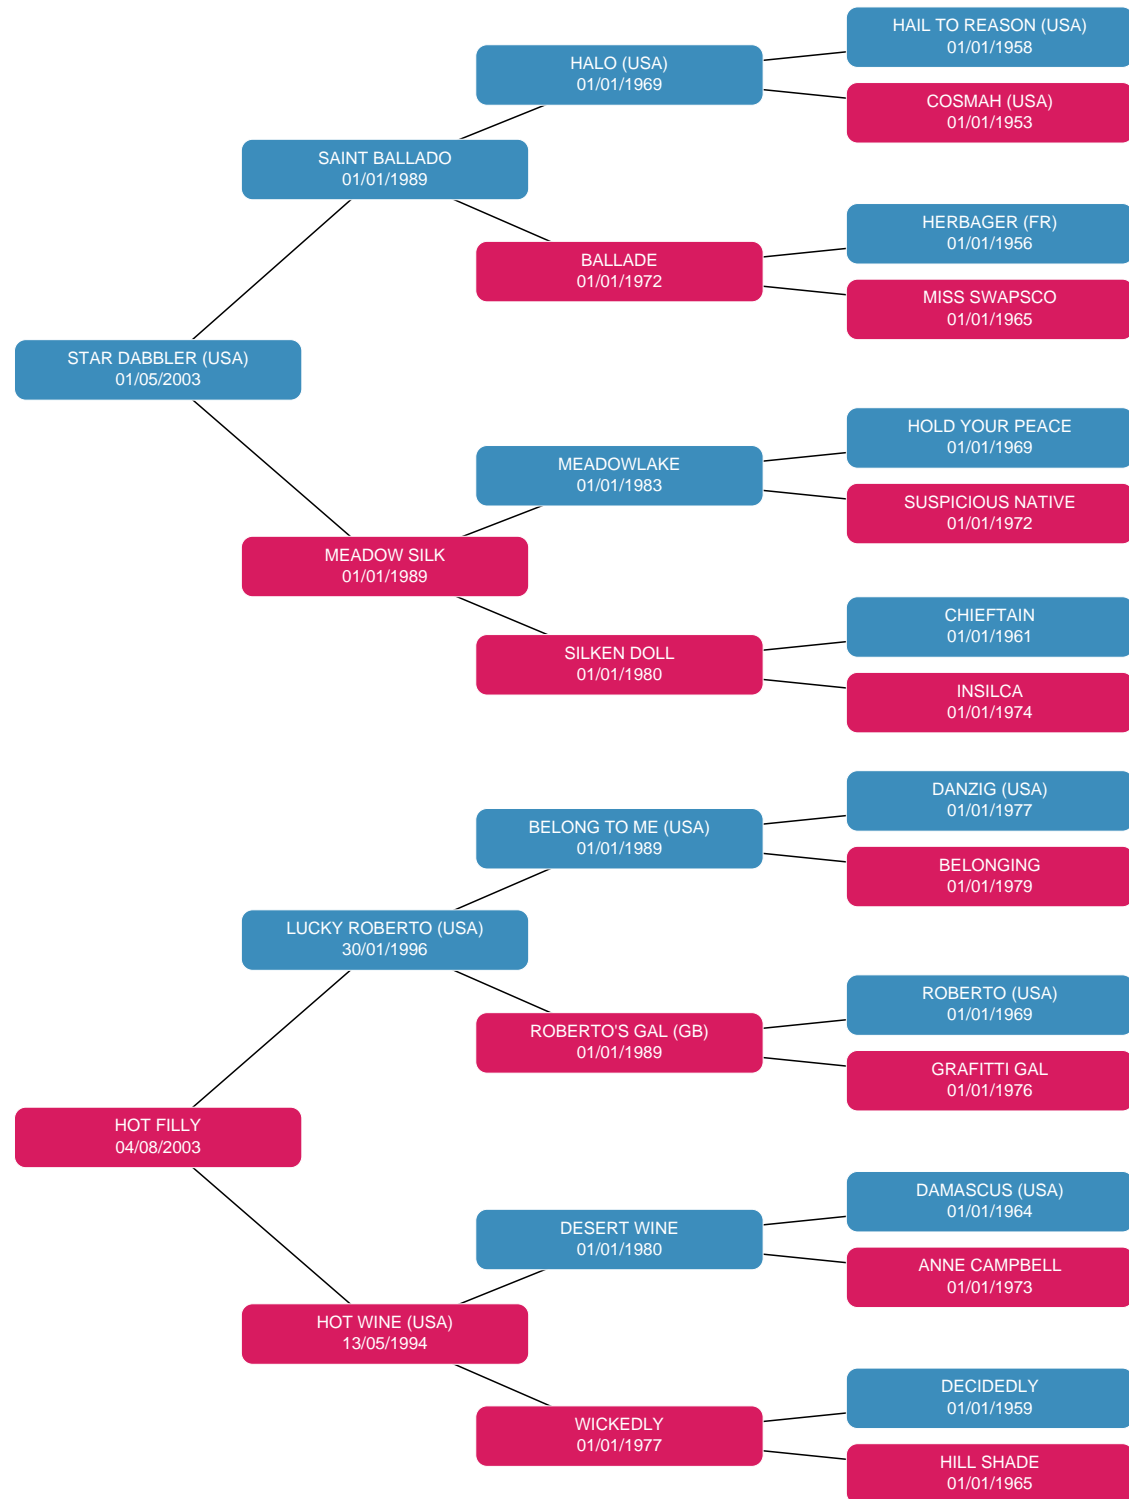 HAIL TO REASON (USA)
01/01/1958
HALO (USA)
01/01/1969
COSMAH (USA)
01/01/1953
SAINT BALLADO
01/01/1989
HERBAGER (FR)
01/01/1956
BALLADE
01/01/1972
MISS SWAPSCO
01/01/1965
STAR DABBLER (USA)
01/05/2003
HOLD YOUR PEACE
01/01/1969
MEADOWLAKE
01/01/1983
SUSPICIOUS NATIVE
01/01/1972
MEADOW SILK
01/01/1989
CHIEFTAIN
01/01/1961
SILKEN DOLL
01/01/1980
INSILCA
01/01/1974
DANZIG (USA)
01/01/1977
BELONG TO ME (USA)
01/01/1989
BELONGING
01/01/1979
LUCKY ROBERTO (USA)
30/01/1996
ROBERTO (USA)
01/01/1969
ROBERTO'S GAL (GB)
01/01/1989
GRAFITTI GAL
01/01/1976
HOT FILLY
04/08/2003
DAMASCUS (USA)
01/01/1964
DESERT WINE
01/01/1980
ANNE CAMPBELL
01/01/1973
HOT WINE (USA)
13/05/1994
DECIDEDLY
01/01/1959
WICKEDLY
01/01/1977
HILL SHADE
01/01/1965